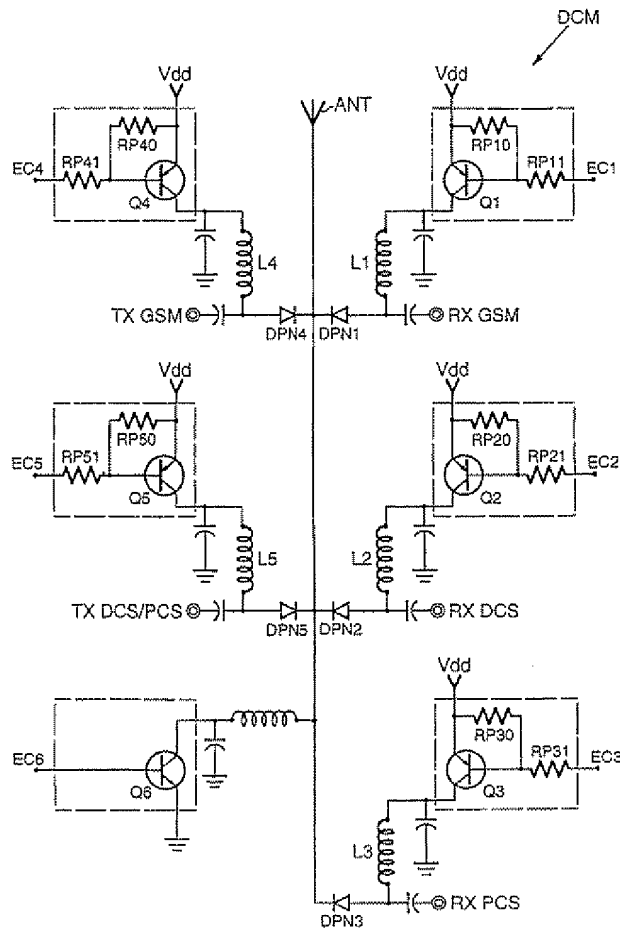 DCM
Vdd
ANT
Vdd
RP40
RP10
EC4
RP41
RP11
EC1
Q4
Q1
L4
L1
TX GSM
DPN4
DPN1
RX GSM
Vdd
Vdd
RP50
RP20
EC5
RP51
RP21
EC2
Q5
Q2
L5
L2
TX DCS/PCS
DPN5
DPN2
RX DCS
Vdd
RP30
EC6
RP31
EC3
Q6
Q3
L3
DPN3
RX PCS